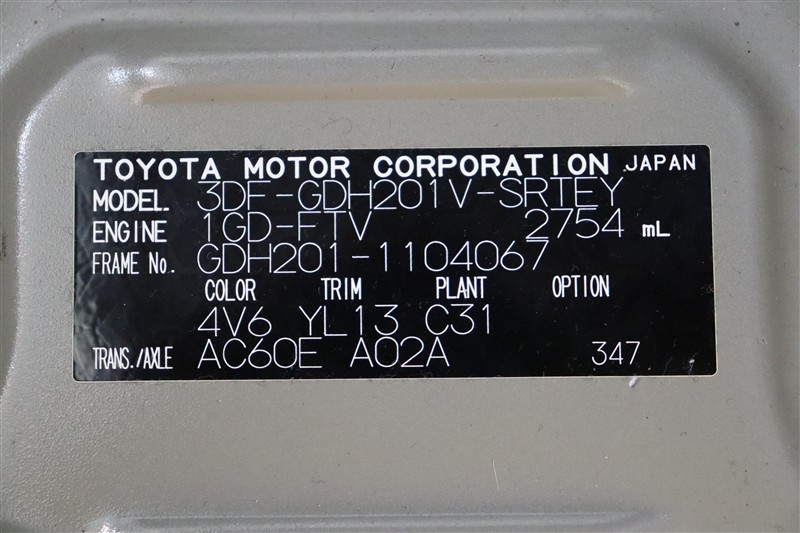 TOYOTA MOTOR CORPORATION JAPAN
MODEL 3DF-GDH201V-SRTEY
ENGINE 1GD-FTV 2754 mL
FRAME No. GDH201-1104067
COLOR TRIM PLANT OPTION
4V6 YL13 C31
TRANS./AXLE AC60E A02A 347